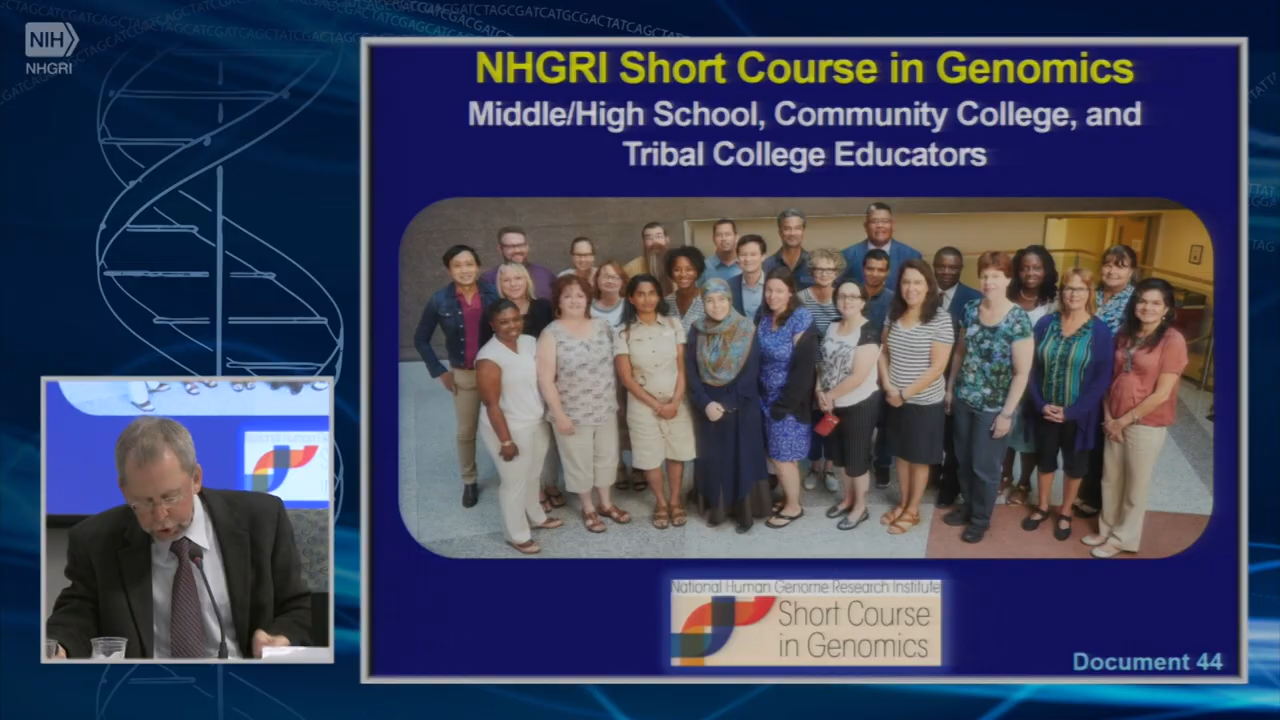 NIH
NHGRI
NHGRI Short Course in Genomics
Middle/High School, Community College, and
Tribal College Educators
National Human Genome Research Institute
Short Course
in Genomics
Document 44